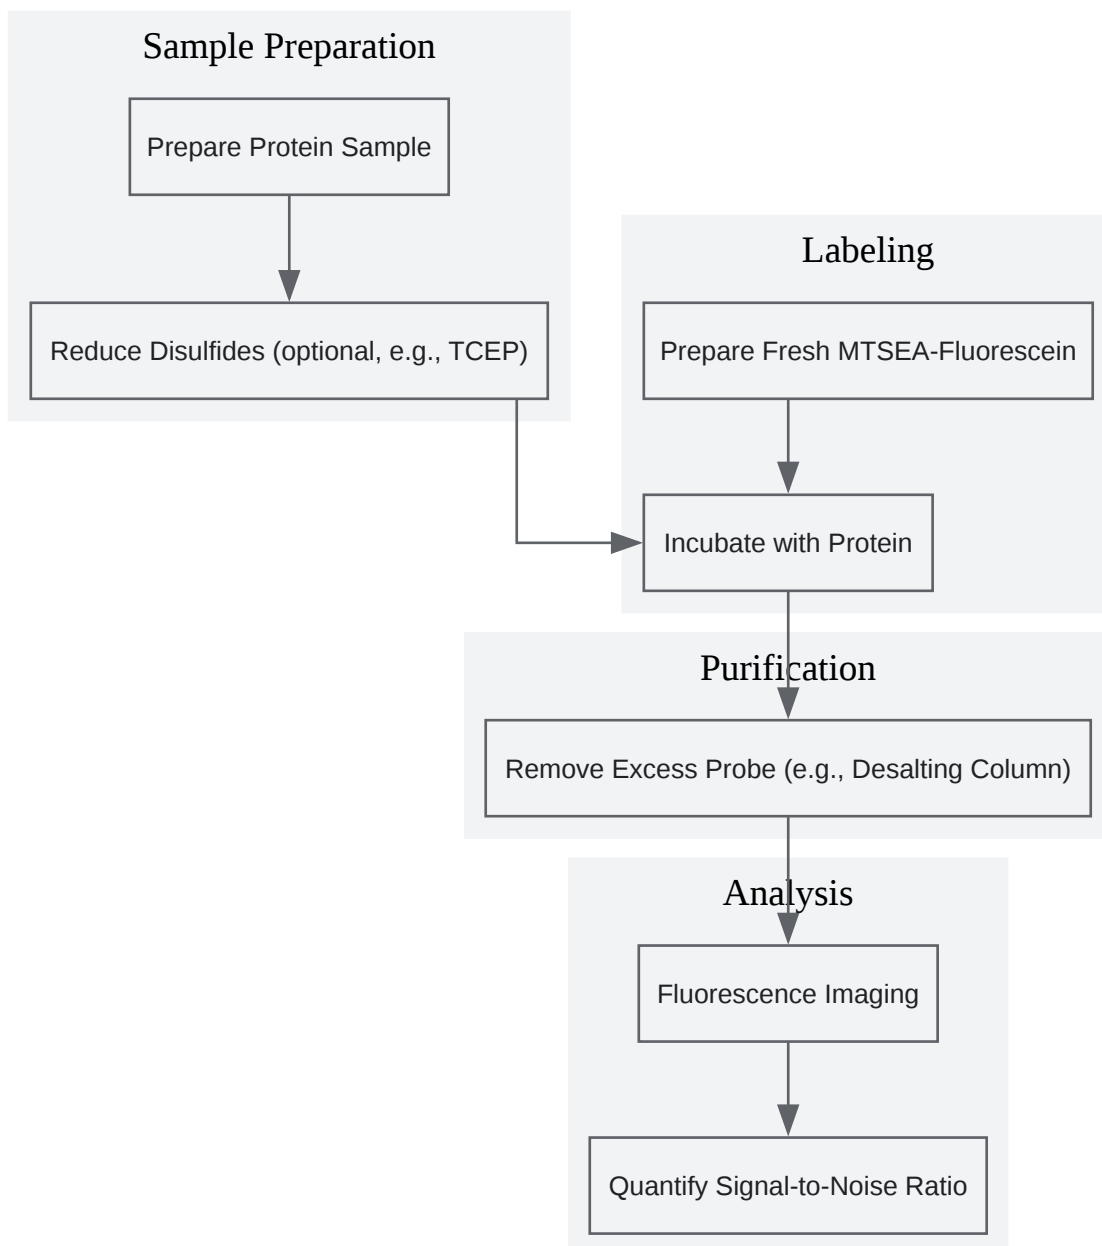 Sample Preparation
Prepare Protein Sample
Reduce Disulfides (optional, e.g., TCEP)
Labeling
Prepare Fresh MTSEA-Fluorescein
Incubate with Protein
Purification
Remove Excess Probe (e.g., Desalting Column)
Analysis
Fluorescence Imaging
Quantify Signal-to-Noise Ratio